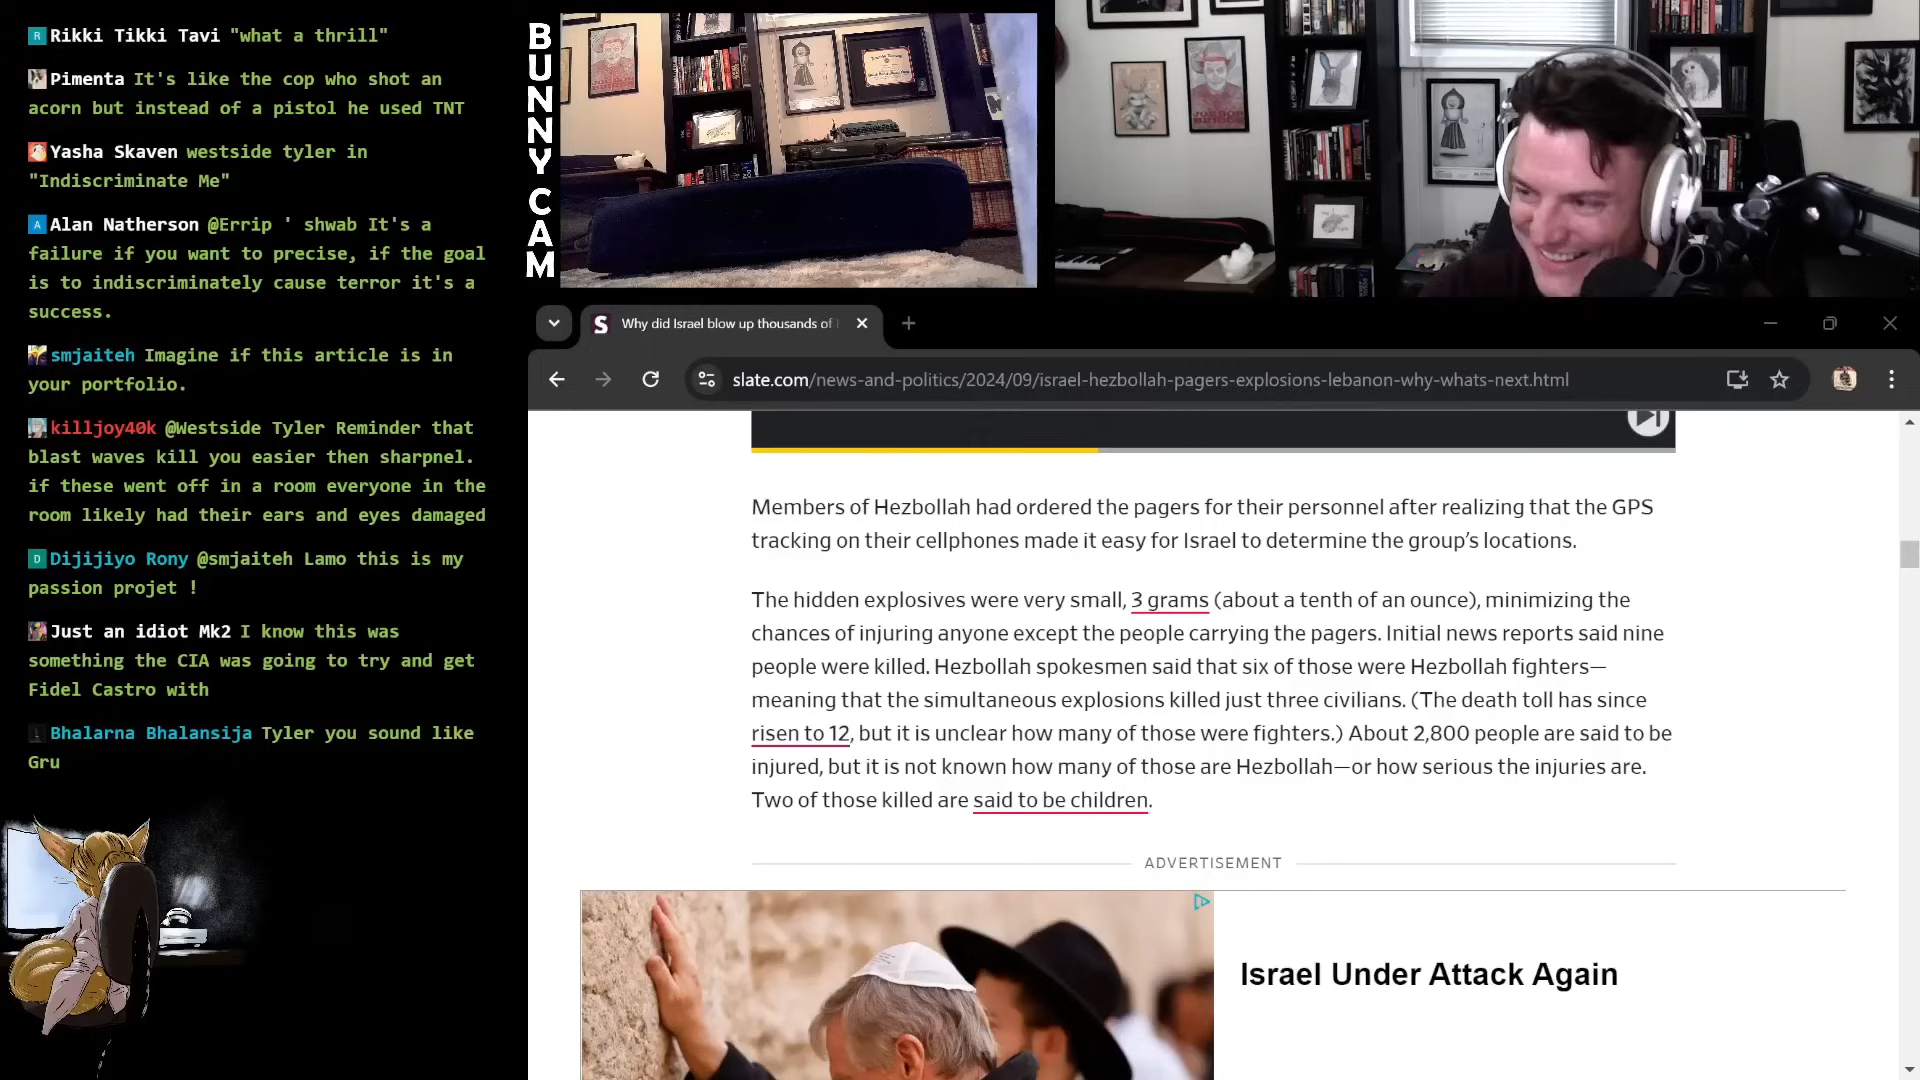 Rikki Tikki Tavi "what a thrill"
Pimenta It's like the cop who shot an
acorn but instead of a pistol he used TNT
Yasha Skaven westside tyler in
"Indiscriminate Me"
Alan Natherson @Errip ' shwab It's a
failure if you want to precise, if the goal
is to indiscriminately cause terror it's a
success.
smjaiteh Imagine if this article is in
your portfolio.
killjoy40k @Westside Tyler Reminder that
blast waves kill you easier then sharpnel.
if these went off in a room everyone in the
room likely had their ears and eyes damaged
Dijijiyo Rony @smjaiteh Lamo this is my
passion projet !
Just an idiot Mk2 I know this was
something the CIA was going to try and get
Fidel Castro with
Bhalarna Bhalansija Tyler you sound like
Gru
BUNNY CAM
Why did Israel blow up thousands of
slate.com/news-and-politics/2024/09/israel-hezbollah-pagers-explosions-lebanon-why-whats-next.html
Members of Hezbollah had ordered the pagers for their personnel after realizing that the GPS
tracking on their cellphones made it easy for Israel to determine the group's locations.
The hidden explosives were very small, 3 grams (about a tenth of an ounce), minimizing the
chances of injuring anyone except the people carrying the pagers. Initial news reports said nine
people were killed. Hezbollah spokesmen said that six of those were Hezbollah fighters—
meaning that the simultaneous explosions killed just three civilians. (The death toll has since
risen to 12, but it is unclear how many of those were fighters.) About 2,800 people are said to be
injured, but it is not known how many of those are Hezbollah—or how serious the injuries are.
Two of those killed are said to be children.
ADVERTISEMENT
Israel Under Attack Again